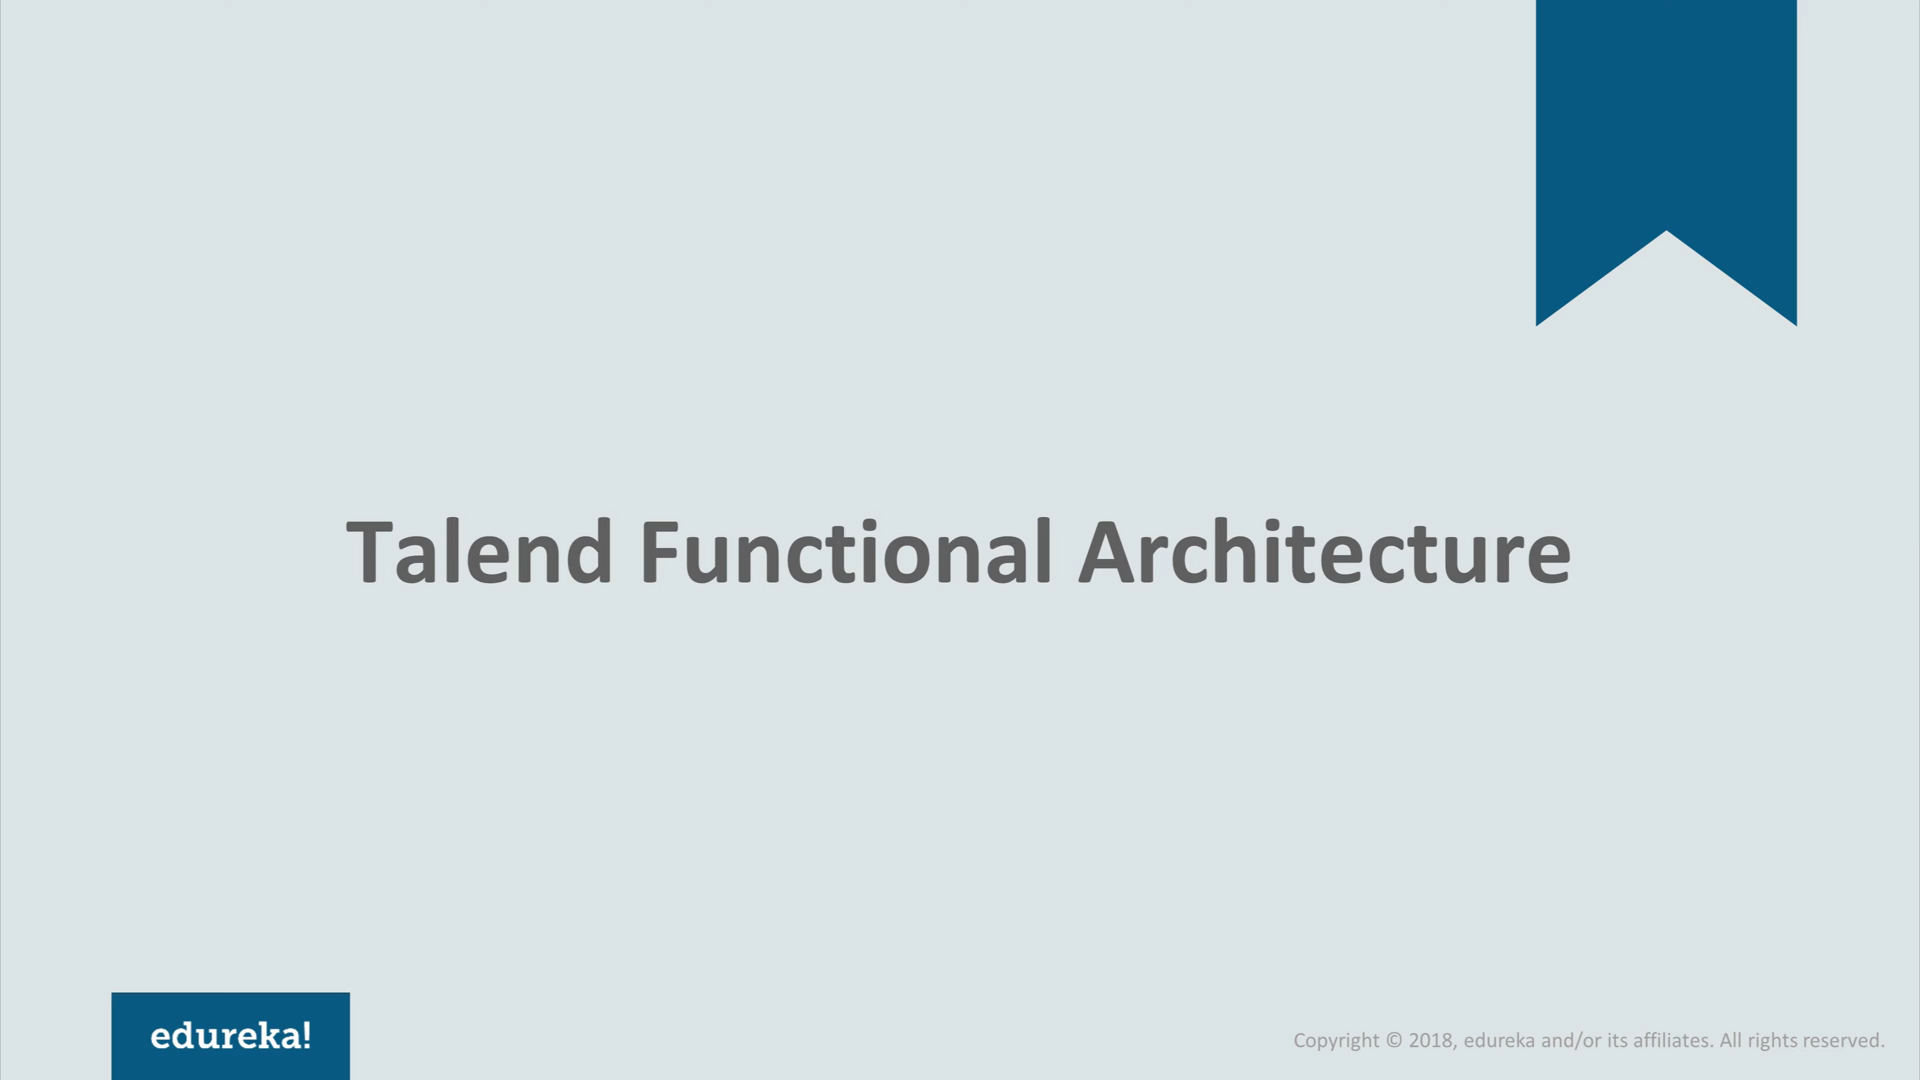 Talend Functional Architecture
edureka!
Copyright © 2018, edureka and/or its affiliates. All rights reserved.